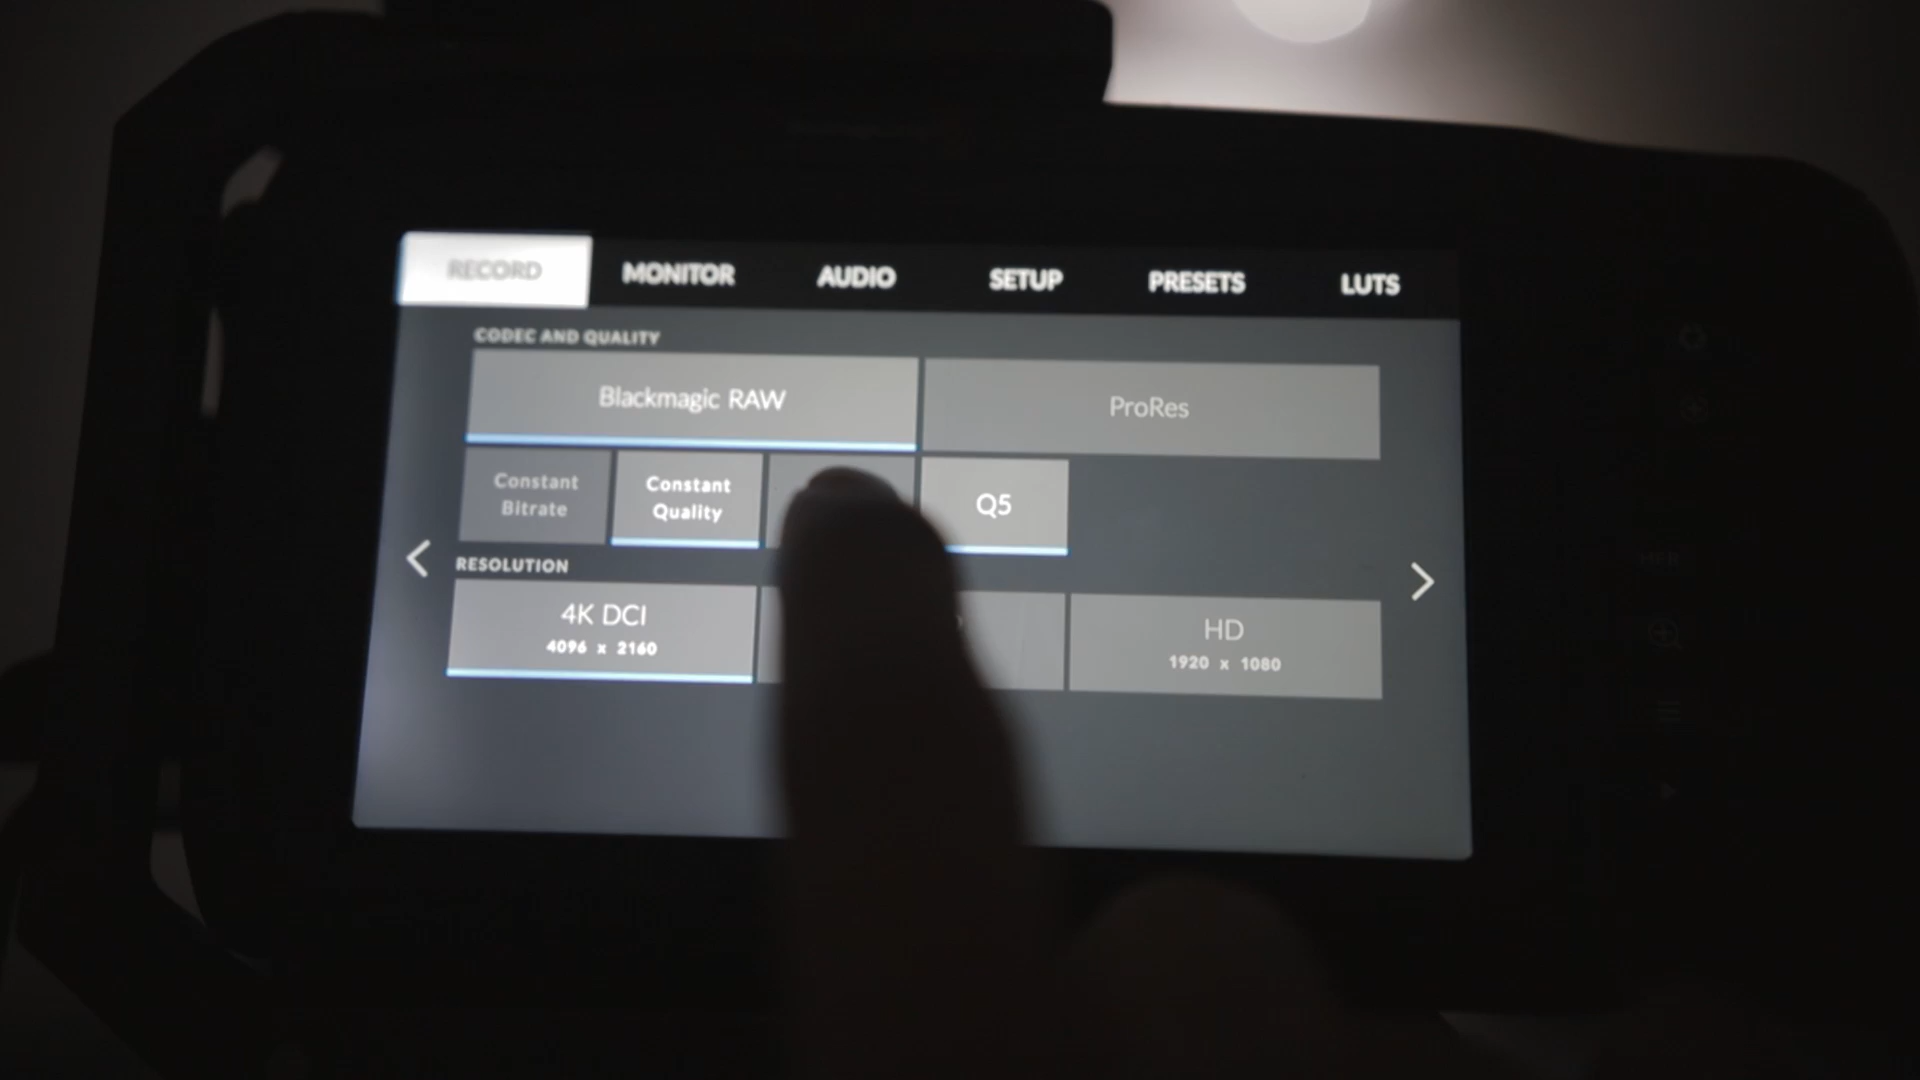 RECORD MONITOR AUDIO SETUP PRESETS LUTS
CODEC AND QUALITY
Blackmagic RAW ProRes
Constant Bitrate Constant Quality Q5
RESOLUTION
4K DCI HD
4096 x 2160 1920 x 1080